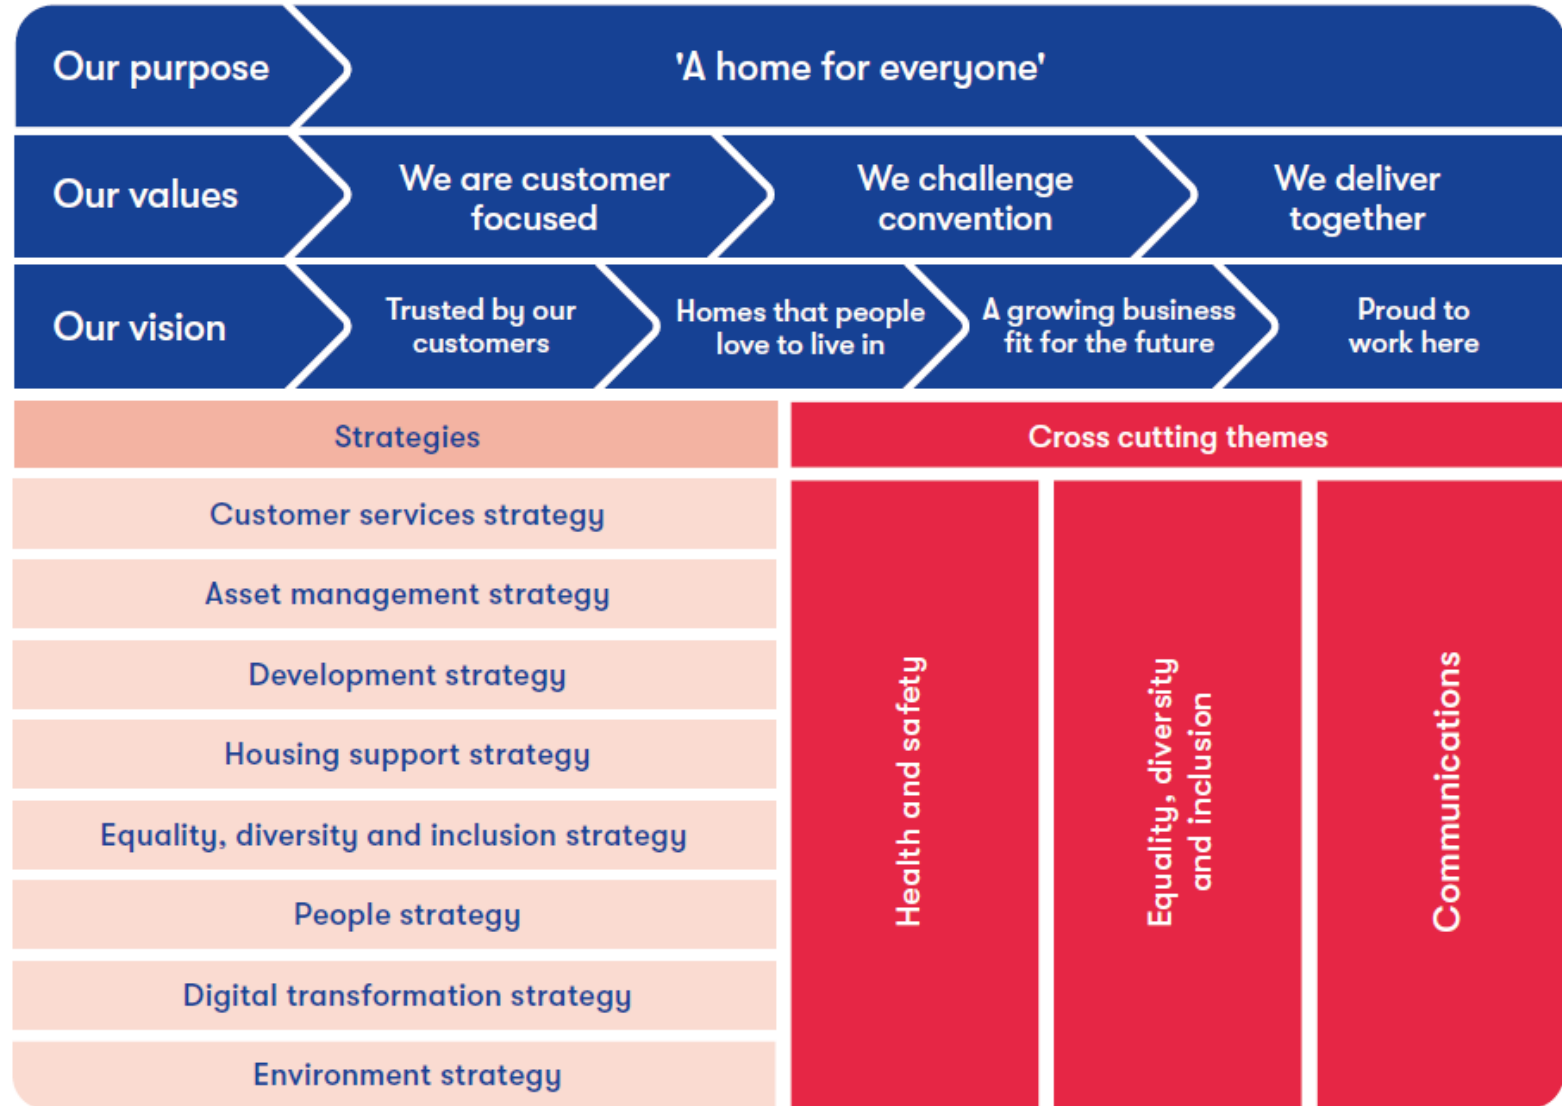 Our purpose
'A home for everyone'
Our values
We are customer
focused
We challenge
convention
We deliver
together
Our vision
Trusted by our
customers
Homes that people
love to live in
A growing business
fit for the future
Proud to
work here
Strategies
Customer services strategy
Asset management strategy
Development strategy
Housing support strategy
Equality, diversity and inclusion strategy
People strategy
Digital transformation strategy
Environment strategy
Cross cutting themes
Health and safety
Equality, diversity
and inclusion
Communications